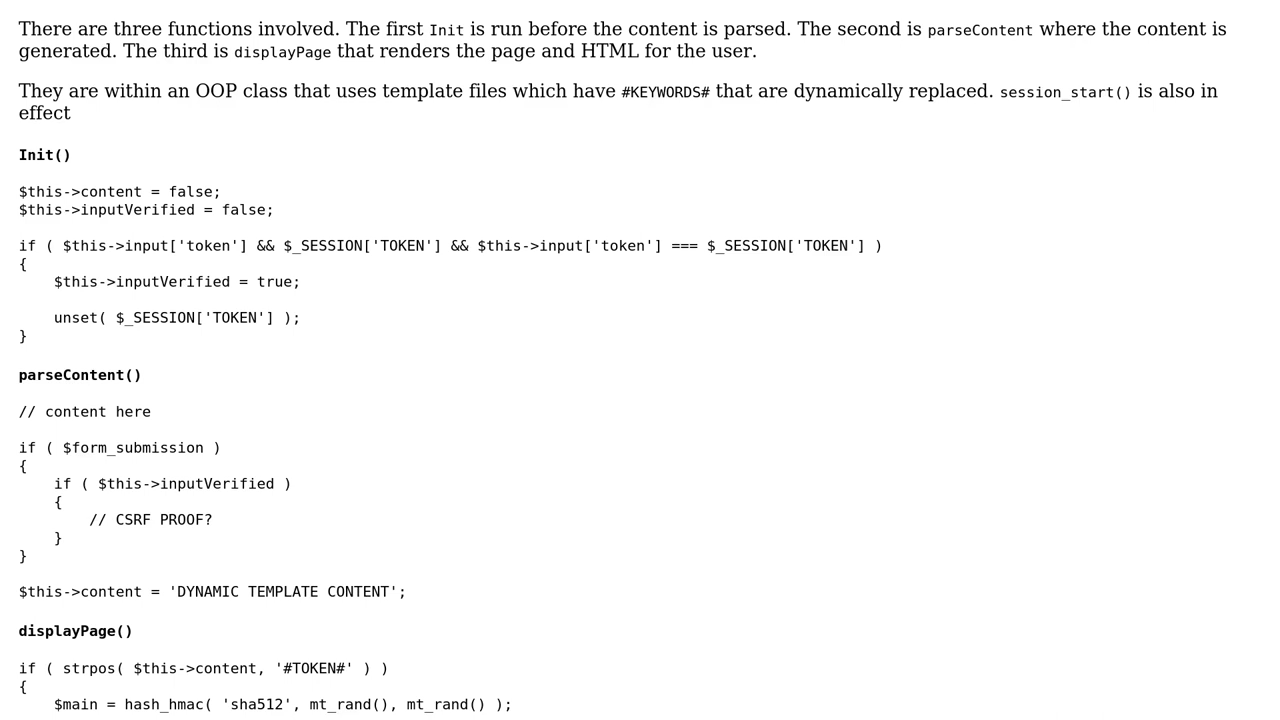 There are three functions involved. The first Init is run before the content is parsed. The second is parseContent where the content is
generated. The third is displayPage that renders the page and HTML for the user.
They are within an OOP class that uses template files which have #KEYWORDS# that are dynamically replaced. session_start() is also in
effect
Init()
$this->content = false;
$this->inputVerified = false;
if ( $this->input['token'] && $_SESSION['TOKEN'] && $this->input['token'] === $_SESSION['TOKEN'] )
{
    $this->inputVerified = true;
    unset( $_SESSION['TOKEN'] );
}
parseContent()
// content here
if ( $form_submission )
{
    if ( $this->inputVerified )
    {
        // CSRF PROOF?
    }
}
$this->content = 'DYNAMIC TEMPLATE CONTENT';
displayPage()
if ( strpos( $this->content, '#TOKEN#' ) )
{
    $main = hash_hmac( 'sha512', mt_rand(), mt_rand() );